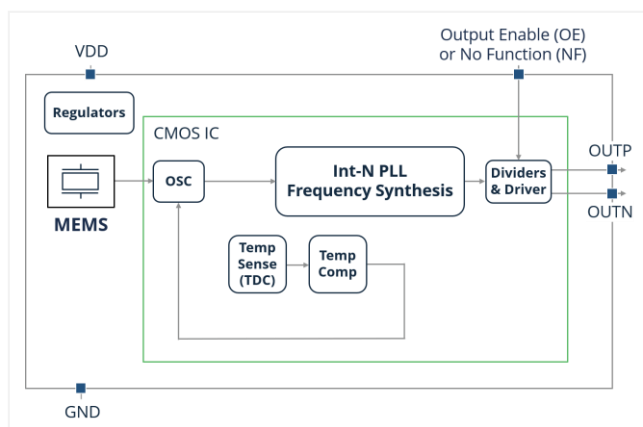 VDD
Output Enable (OE)
or No Function (NF)
Regulators
CMOS IC
MEMS
OSC
Int-N PLL
Frequency Synthesis
Dividers
& Driver
OUTP
OUTN
Temp
Sense
(TDC)
Temp
Comp
GND